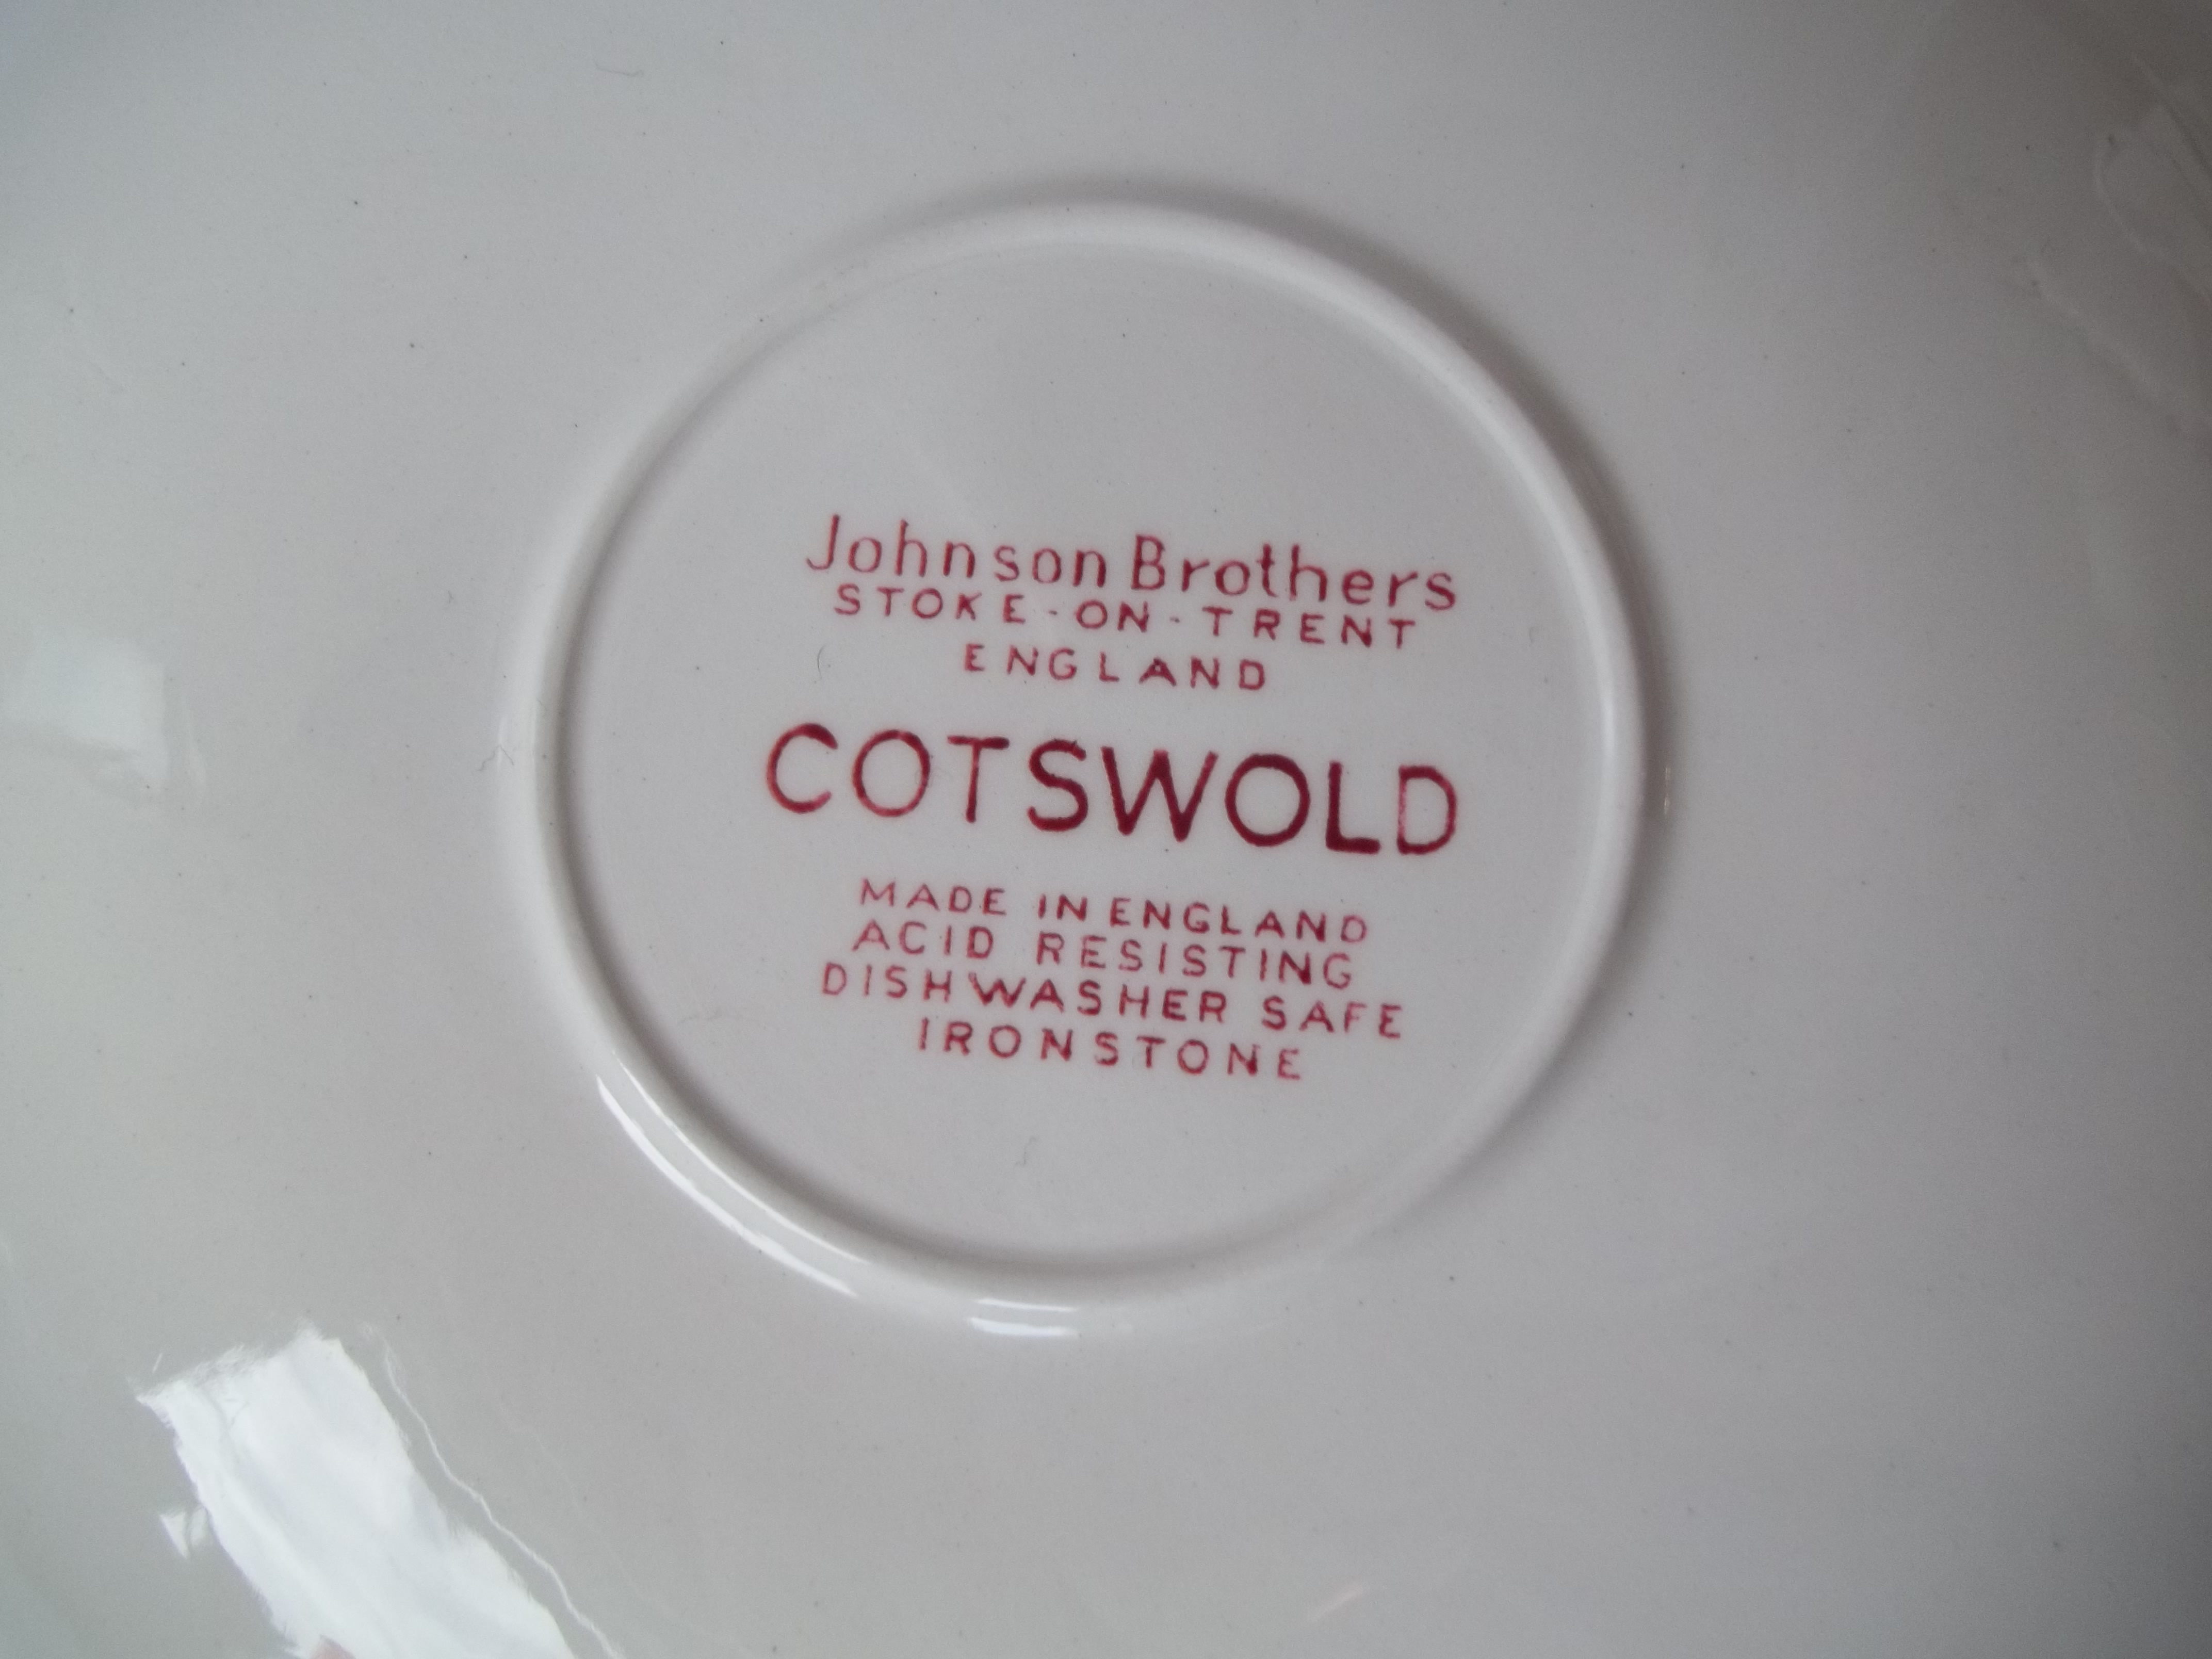 Johnson Brothers
STOKE-ON-TRENT
ENGLAND
COTSWOLD
MADE IN ENGLAND
ACID RESISTING
DISHWASHER SAFE
IRONSTONE